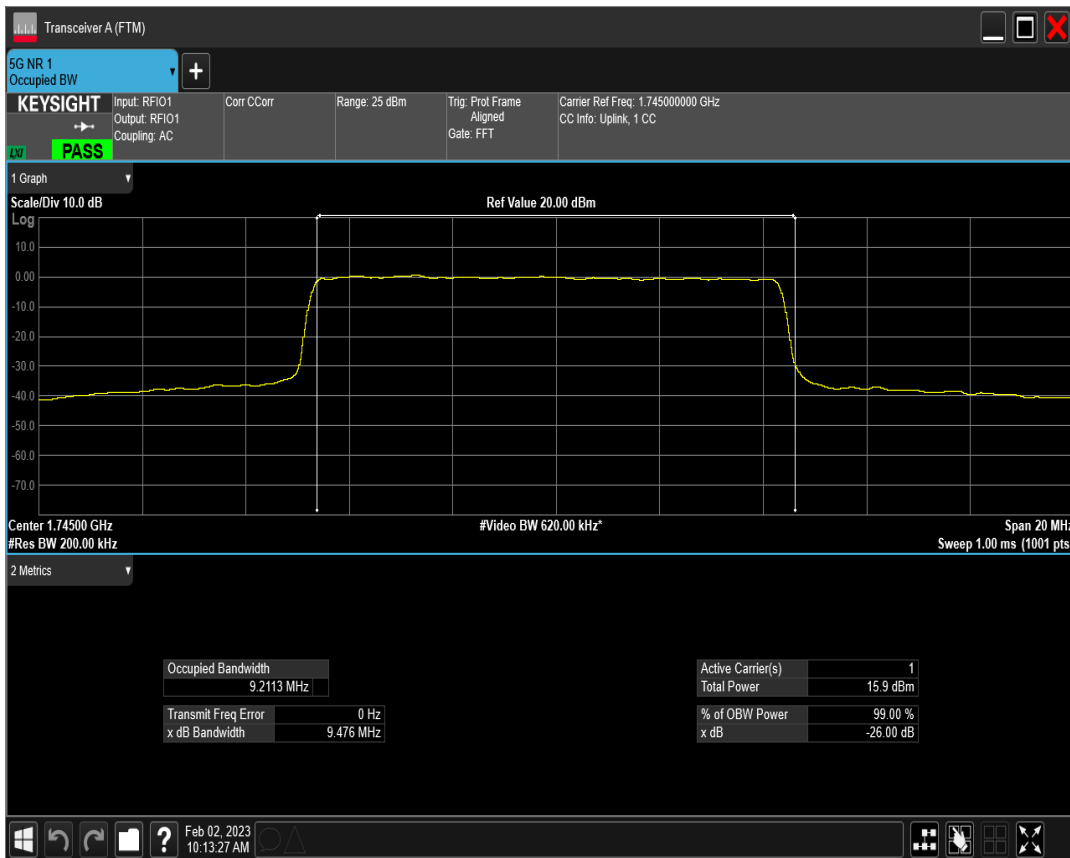 Transceiver A (FTM)
5G NR 1
Occupied BW
+
KEYSIGHT
LXI
PASS
Input: RFIO1
Output: RFIO1
Coupling: AC
Corr CCorr
Range: 25 dBm
Trig: Prot Frame
Aligned
Gate: FFT
Carrier Ref Freq: 1.745000000 GHz
CC Info: Uplink, 1 CC
1 Graph
Scale/Div 10.0 dB
Ref Value 20.00 dBm
Log
10.0
0.00
-10.0
-20.0
-30.0
-40.0
-50.0
-60.0
-70.0
Center 1.74500 GHz
#Video BW 620.00 kHz*
Span 20 MHz
#Res BW 200.00 kHz
Sweep 1.00 ms (1001 pts
2 Metrics
Occupied Bandwidth
9.2113 MHz
Transmit Freq Error 0 Hz
x dB Bandwidth 9.476 MHz
Active Carrier(s) 1
Total Power 15.9 dBm
% of OBW Power 99.00 %
x dB -26.00 dB
?
Feb 02, 2023
10:13:27 AM